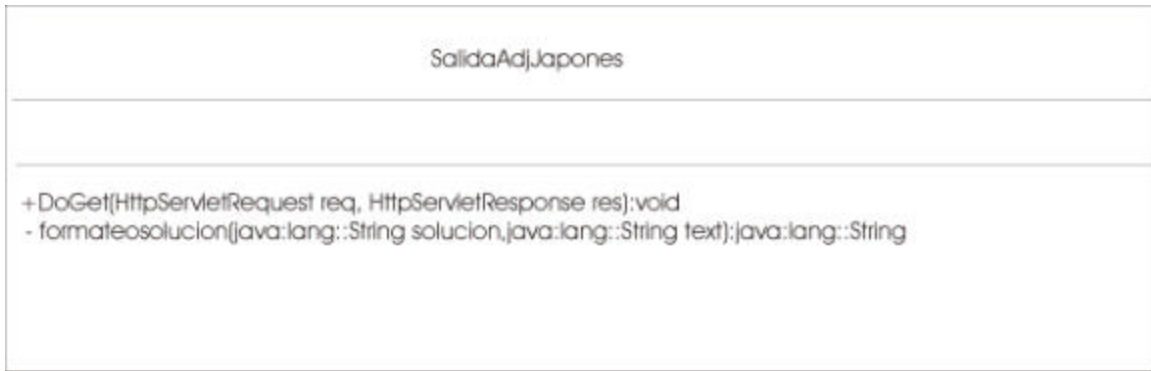 SalidaAdjJapones
+DoGet(HttpServletRequest req, HttpServletResponse res):void
- formateosolucion(java:lang::String solucion,java:lang::String text):java:lang::String